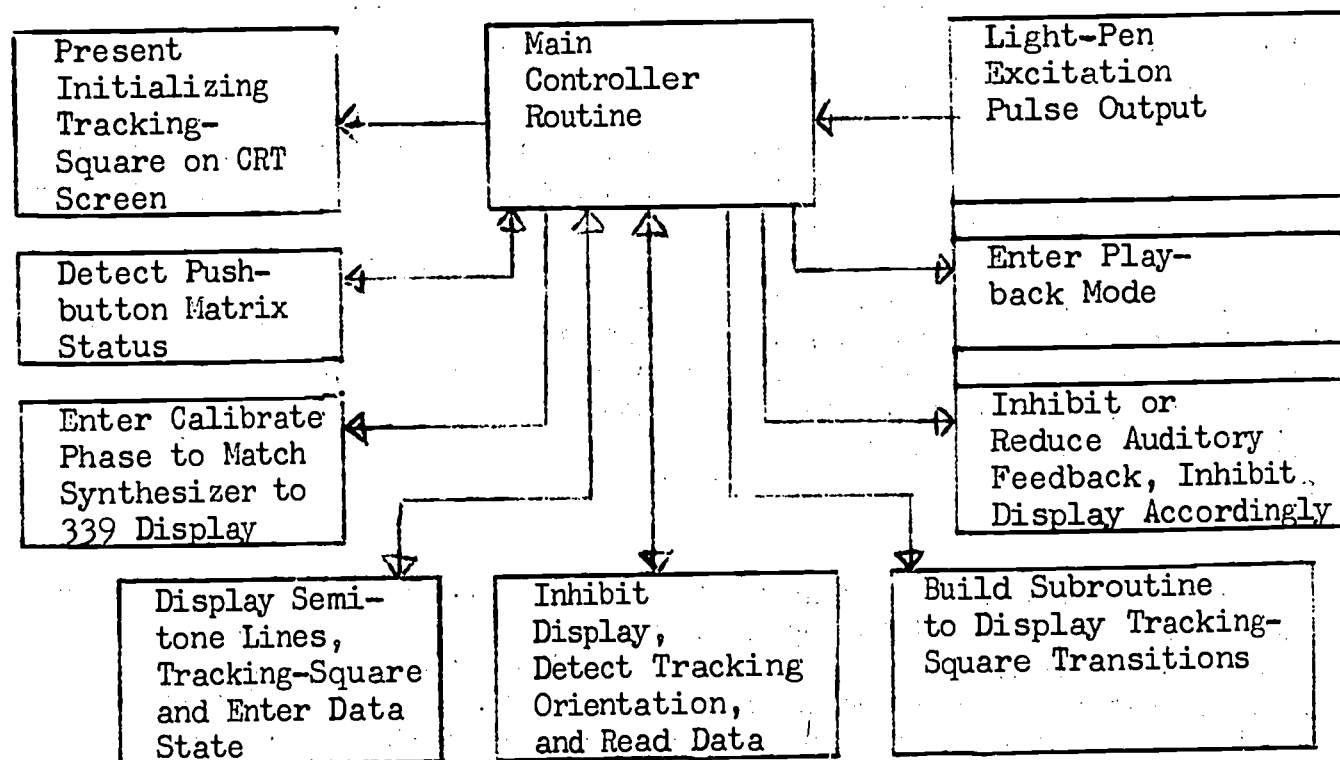 Present
Initializing
Tracking-
Square on CRT
Screen
Main
Controller
Routine
Light-Pen
Excitation
Pulse Output
Detect Push-
button Matrix
Status
Enter Play-
back Mode
Enter Calibrate
Phase to Match
Synthesizer to
339 Display
Inhibit or
Reduce Auditory
Feedback, Inhibit
Display Accordingly
Display Semi-
tone Lines,
Tracking-Square
and Enter Data
State
Inhibit
Display,
Detect Tracking
Orientation,
and Read Data
Build Subroutine
to Display Tracking-
Square Transitions